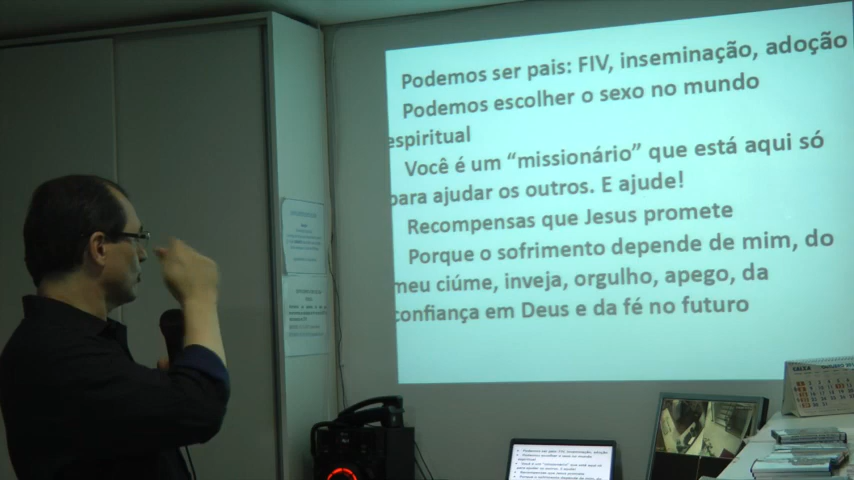 Podemos ser pais: FIV, inseminação, adoção
Podemos escolher o sexo no mundo
espiritual
Você é um “missionário” que está aqui só
para ajudar os outros. E ajude!
Recompensas que Jesus promete
Porque o sofrimento depende de mim, do
meu ciúme, inveja, orgulho, apego, da
confiança em Deus e da fé no futuro
CAIXA